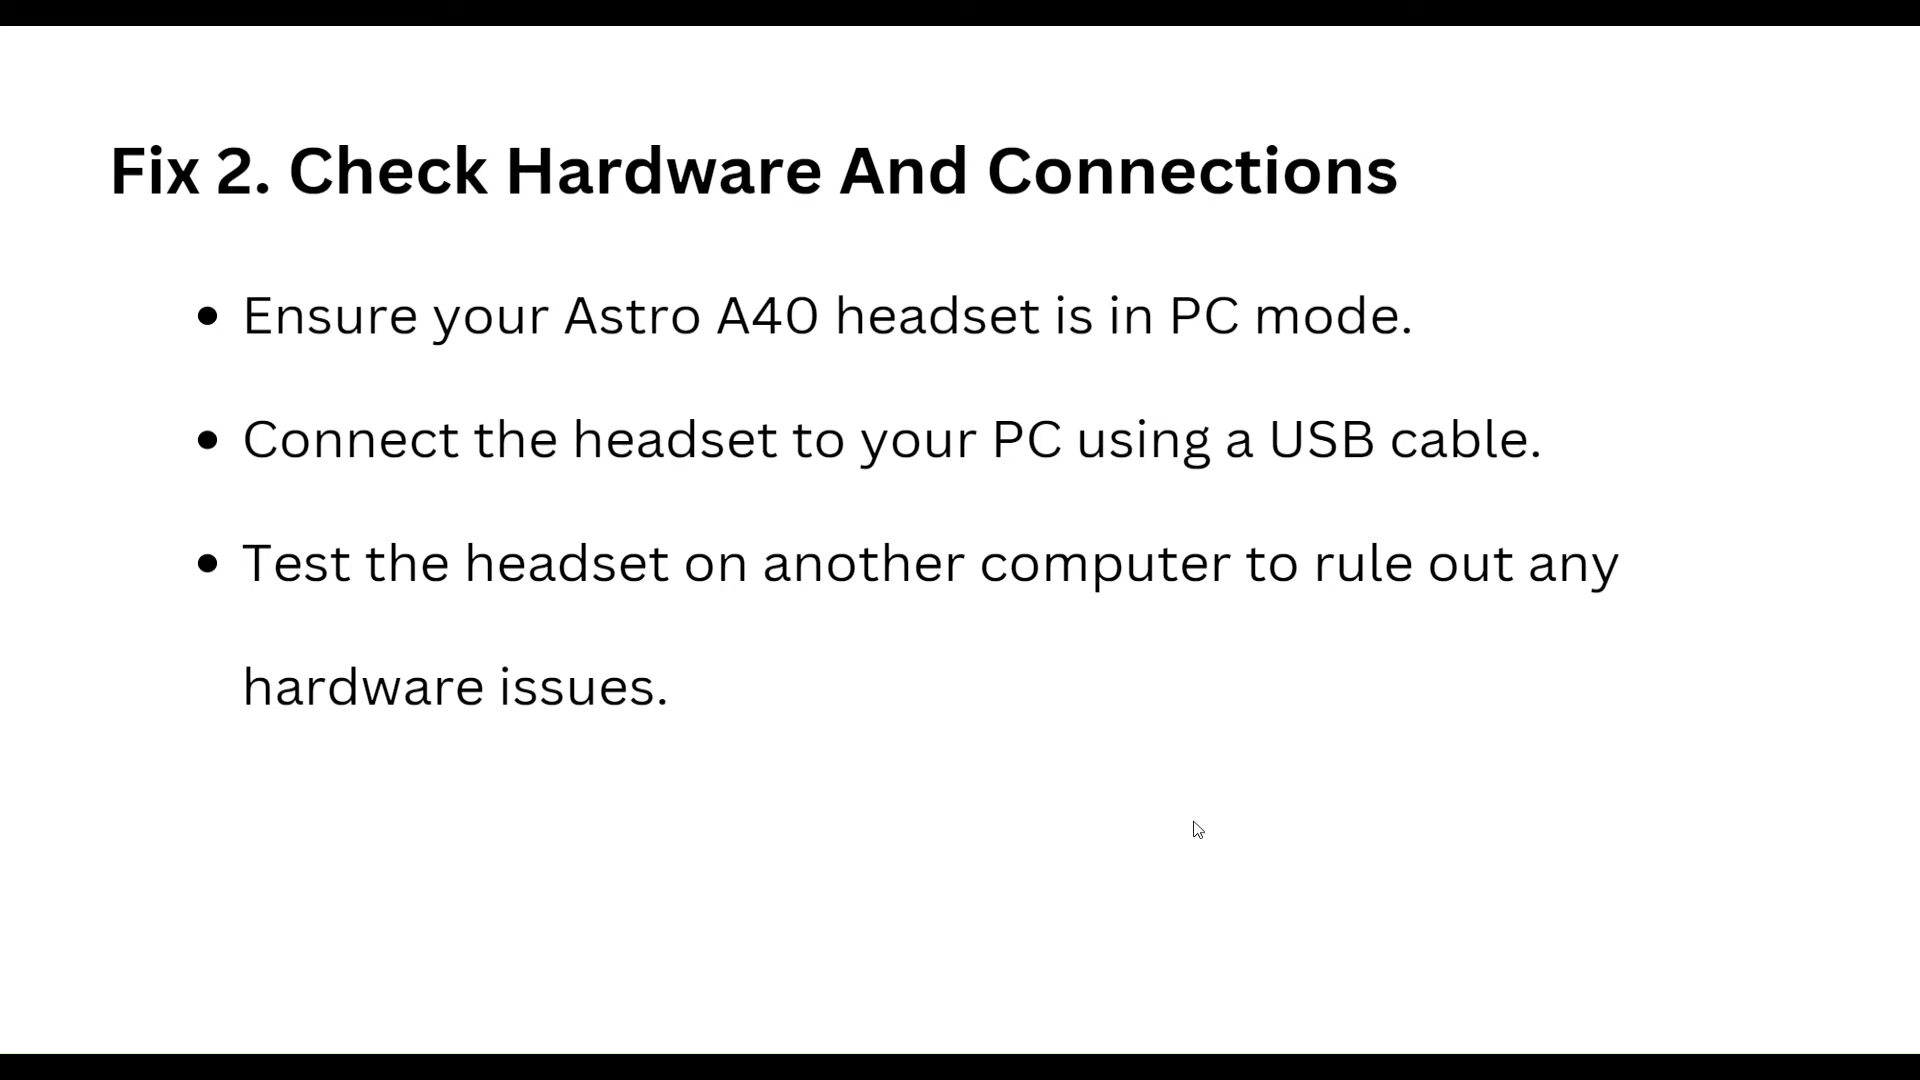 Fix 2. Check Hardware And Connections
• Ensure your Astro A40 headset is in PC mode.
• Connect the headset to your PC using a USB cable.
• Test the headset on another computer to rule out any
hardware issues.